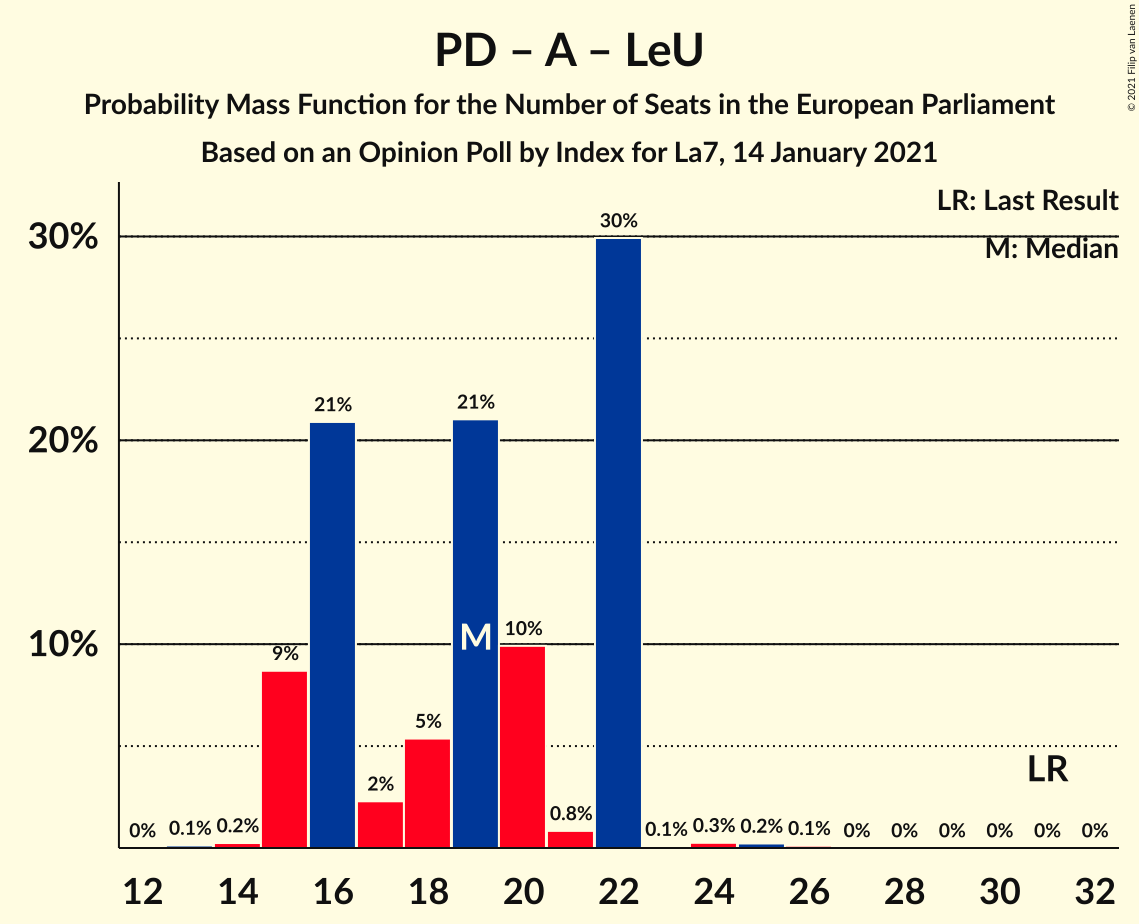 PD – A – LeU
Probability Mass Function for the Number of Seats in the European Parliament
Based on an Opinion Poll by Index for La7, 14 January 2021
© 2021 Filip van Laenen
LR: Last Result
M: Median
30%
20%
10%
0%
0.1%
0.2%
9%
21%
2%
5%
21%
M
10%
0.8%
30%
0.1%
0.3%
0.2%
0.1%
0%
0%
0%
0%
0%
0%
LR
12 14 16 18 20 22 24 26 28 30 32